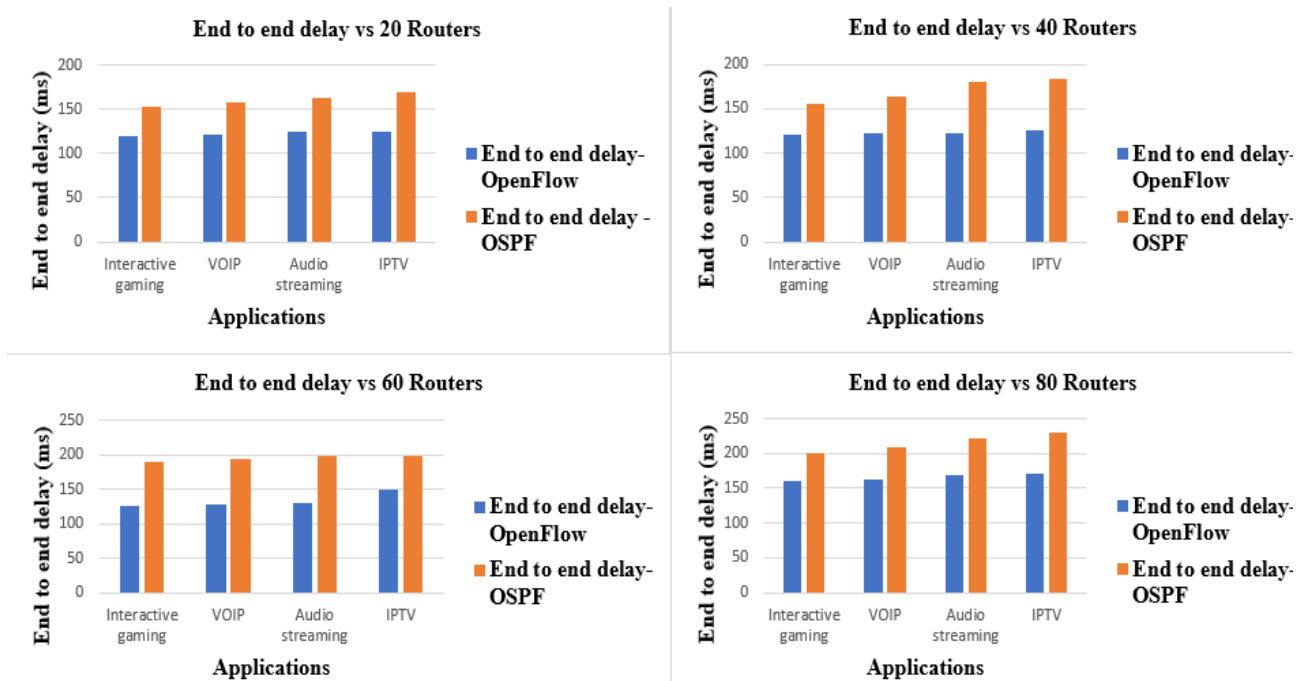 End to end delay vs 20 Routers
End to end delay (ms)
200
150
100
50
0
Interactive
gaming
VOIP
Audio
streaming
IPTV
Applications
End to end delay-
OpenFlow
End to end delay -
OSPF
End to end delay vs 40 Routers
End to end delay (ms)
200
150
100
50
0
Interactive
gaming
VOIP
Audio
streaming
IPTV
Applications
End to end delay-
OpenFlow
End to end delay-
OSPF
End to end delay vs 60 Routers
End to end delay (ms)
250
200
150
100
50
0
Interactive
gaming
VOIP
Audio
streaming
IPTV
Applications
End to end delay-
OpenFlow
End to end delay-
OSPF
End to end delay vs 80 Routers
End to end delay (ms)
250
200
150
100
50
0
Interactive
gaming
VOIP
Audio
streaming
IPTV
Applications
End to end delay-
OpenFlow
End to end delay-
OSPF